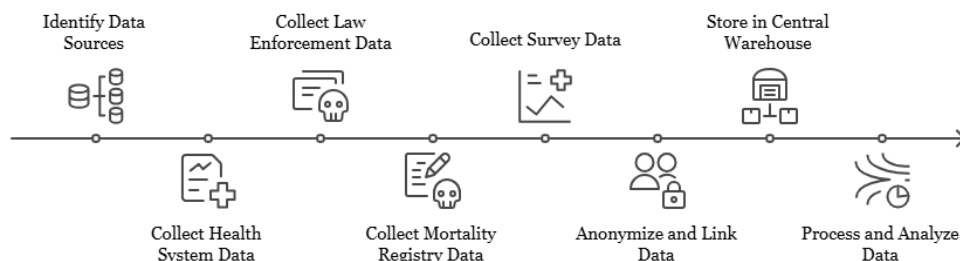 Identify Data
Sources
Collect Law
Enforcement Data
Collect Survey Data
Store in Central
Warehouse
Collect Health
System Data
Collect Mortality
Registry Data
Anonymize and Link
Data
Process and Analyze
Data